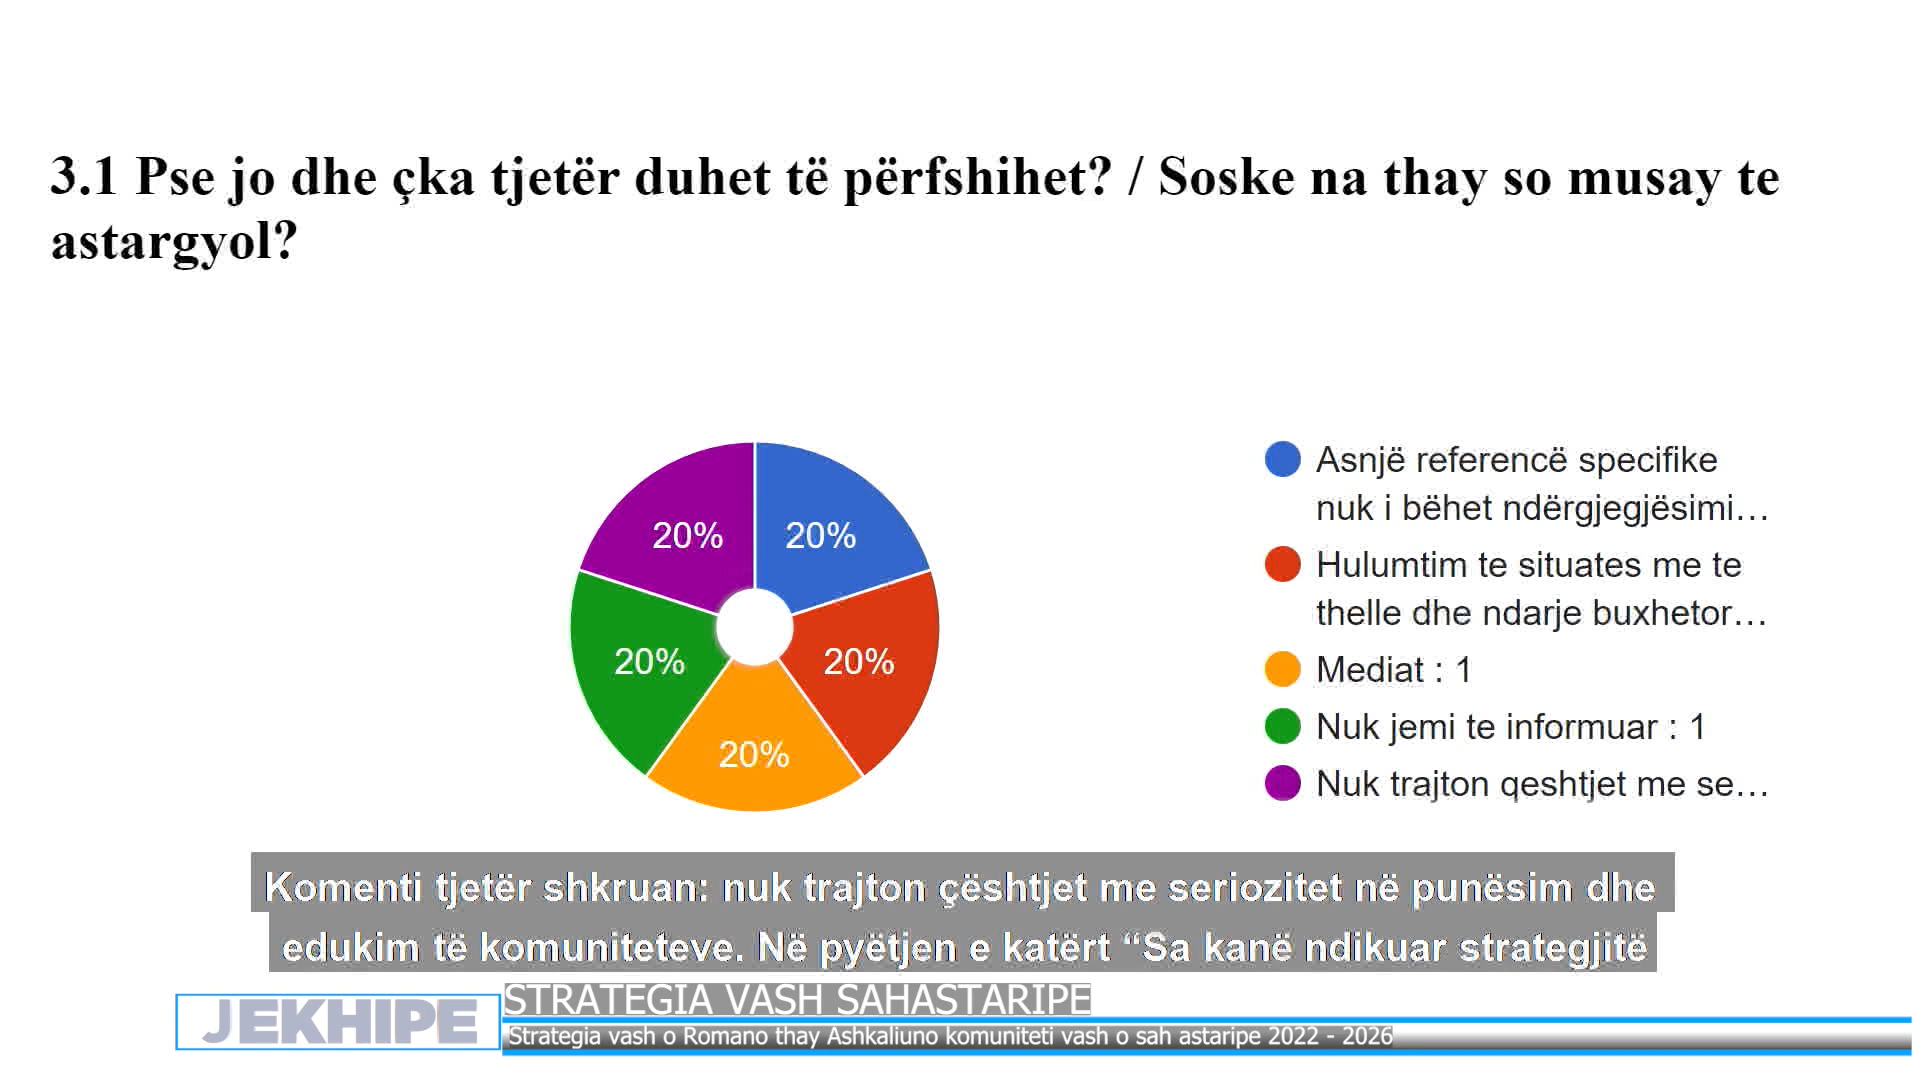 3.1 Pse jo dhe çka tjetër duhet të përfshihet? / Soske na thay so musay te
astargyol?
20%
20%
20%
20%
20%
Asnjë referencë specifike
nuk i bëhet ndërgjegjësimi…
Hulumtim te situates me te
thelle dhe ndarje buxhetor…
Mediat : 1
Nuk jemi te informuar : 1
Nuk trajton qeshtjet me se…
Komenti tjetër shkruan: nuk trajton çështjet me seriozitet në punësim dhe
edukim të komuniteteve. Në pyëtjen e katërt “Sa kanë ndikuar strategjitë
JEKHIPE
STRATEGIA VASH SAHASTARIPE
Strategia vash o Romano thay Ashkaliuno komuniteti vash o sah astaripe 2022 - 2026